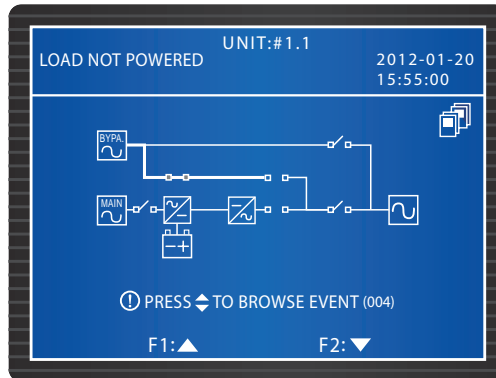 UNIT:#1.1
LOAD NOT POWERED
2012-01-20
15:55:00
BYPA.
MAIN
PRESS TO BROWSE EVENT (004)
F1:
F2: